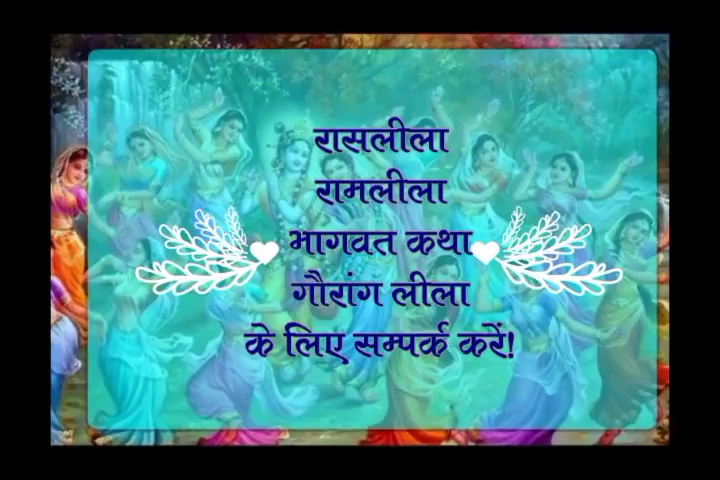 रासलीला
रामलीला
भागवत कथा
गौरांग लीला
के लिए सम्पर्क करें!